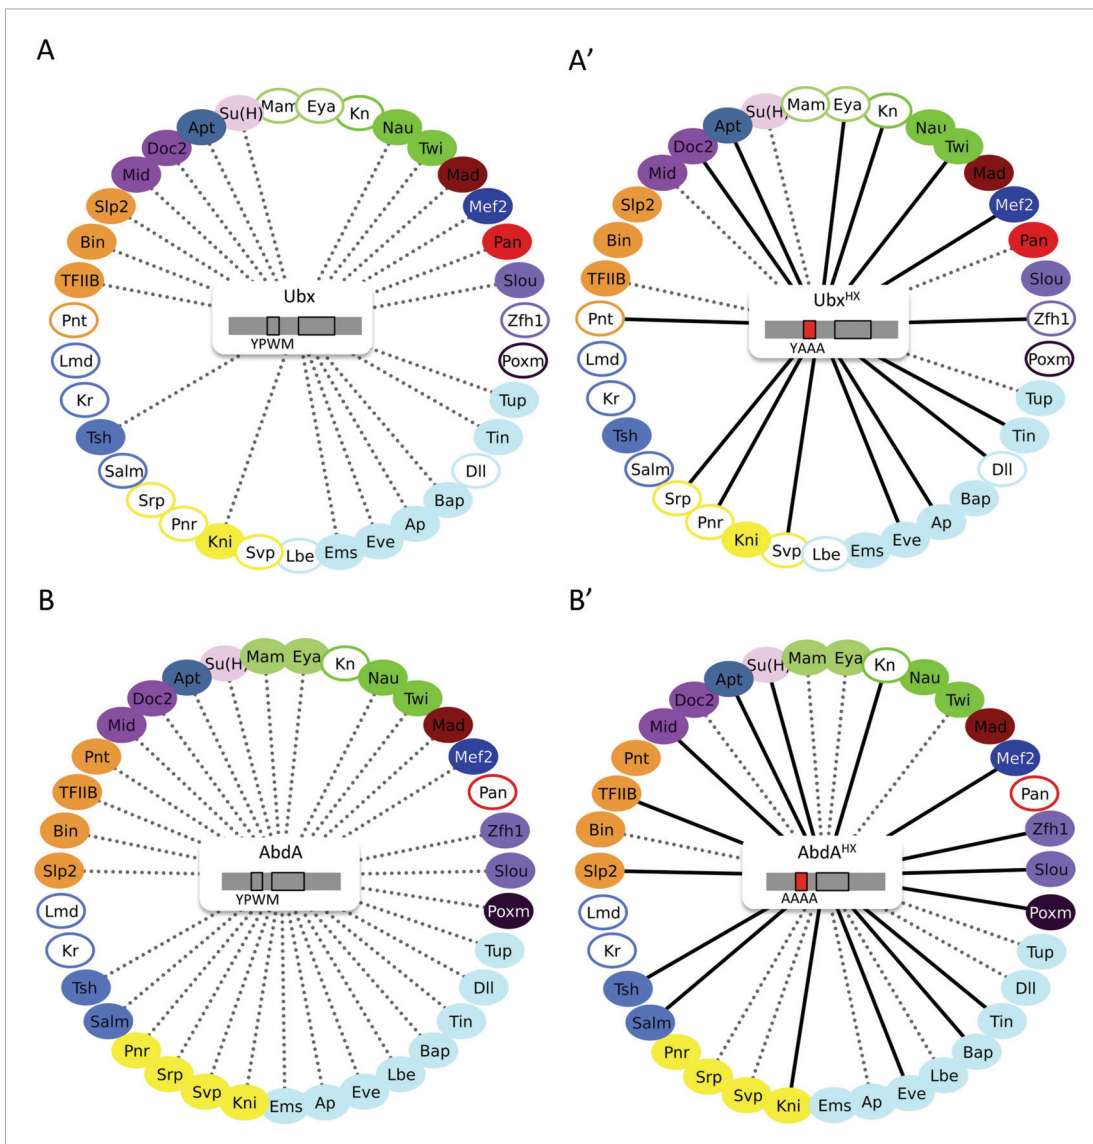 A
Su(H)
Mam
Eya
Kn
Nau
Twi
Mad
Mef2
Pan
Slou
Zfh1
Poxm
Tup
Tin
Dll
Bap
Ap
Eve
Ems
Lbe
Svp
Kni
Pnr
Srp
Salm
Tsh
Kr
Lmd
Pnt
TFIIB
Bin
Slp2
Mid
Doc2
Apt
Ubx
YPWM
A′
Su(H)
Mam
Eya
Kn
Nau
Twi
Mad
Mef2
Pan
Slou
Zfh1
Poxm
Tup
Tin
Dll
Bap
Ap
Eve
Ems
Lbe
Svp
Kni
Pnr
Srp
Salm
Tsh
Kr
Lmd
Pnt
TFIIB
Bin
Slp2
Mid
Doc2
Apt
Ubx^HX
YAAA
B
Su(H)
Mam
Eya
Kn
Nau
Twi
Mad
Mef2
Pan
Zfh1
Slou
Poxm
Tup
Dll
Tin
Bap
Lbe
Eve
Ap
Ems
Kni
Svp
Srp
Pnr
Salm
Tsh
Kr
Lmd
Slp2
Bin
TFIIB
Pnt
Mid
Doc2
Apt
AbdA
YPWM
B′
Su(H)
Mam
Eya
Kn
Nau
Twi
Mad
Mef2
Pan
Zfh1
Slou
Poxm
Tup
Dll
Tin
Bap
Lbe
Eve
Ap
Ems
Kni
Svp
Srp
Pnr
Salm
Tsh
Kr
Lmd
Slp2
Bin
TFIIB
Pnt
Mid
Doc2
Apt
AbdA^HX
AAAA